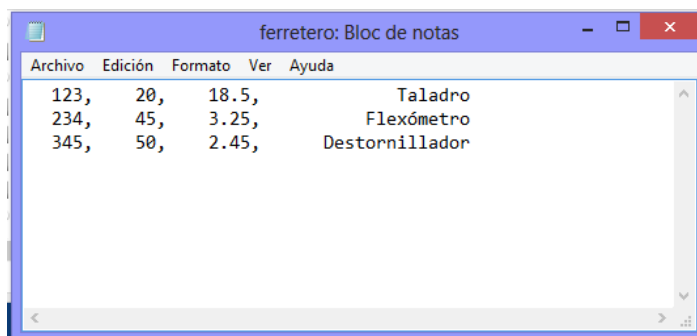 ferretero: Bloc de notas
Archivo Edición Formato Ver Ayuda
123, 20, 18.5, Taladro
234, 45, 3.25, Flexómetro
345, 50, 2.45, Destornillador